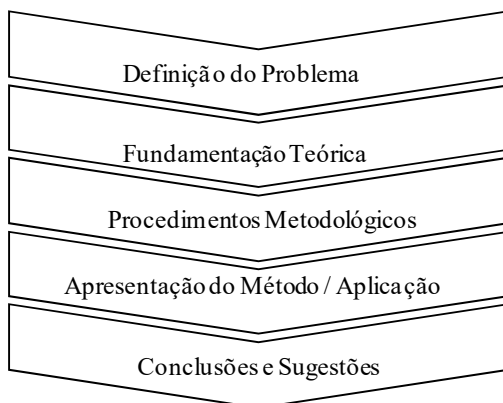 Definição do Problema
Fundamentação Teórica
Procedimentos Metodológicos
Apresentação do Método / Aplicação
Conclusões e Sugestões